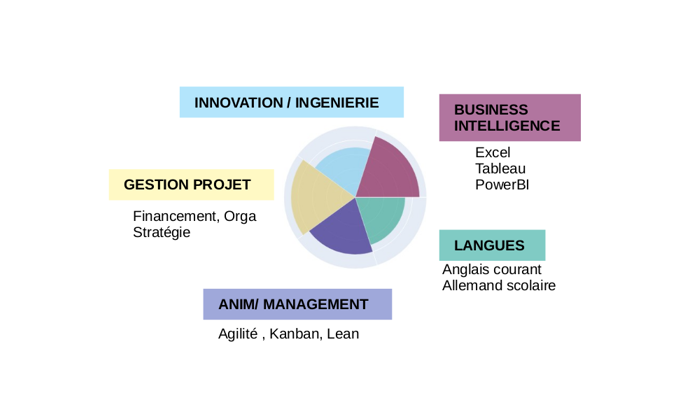 INNOVATION / INGENIERIE
BUSINESS
INTELLIGENCE
Excel
Tableau
PowerBI
GESTION PROJET
Financement, Orga
Stratégie
LANGUES
Anglais courant
Allemand scolaire
ANIM/ MANAGEMENT
Agilité , Kanban, Lean